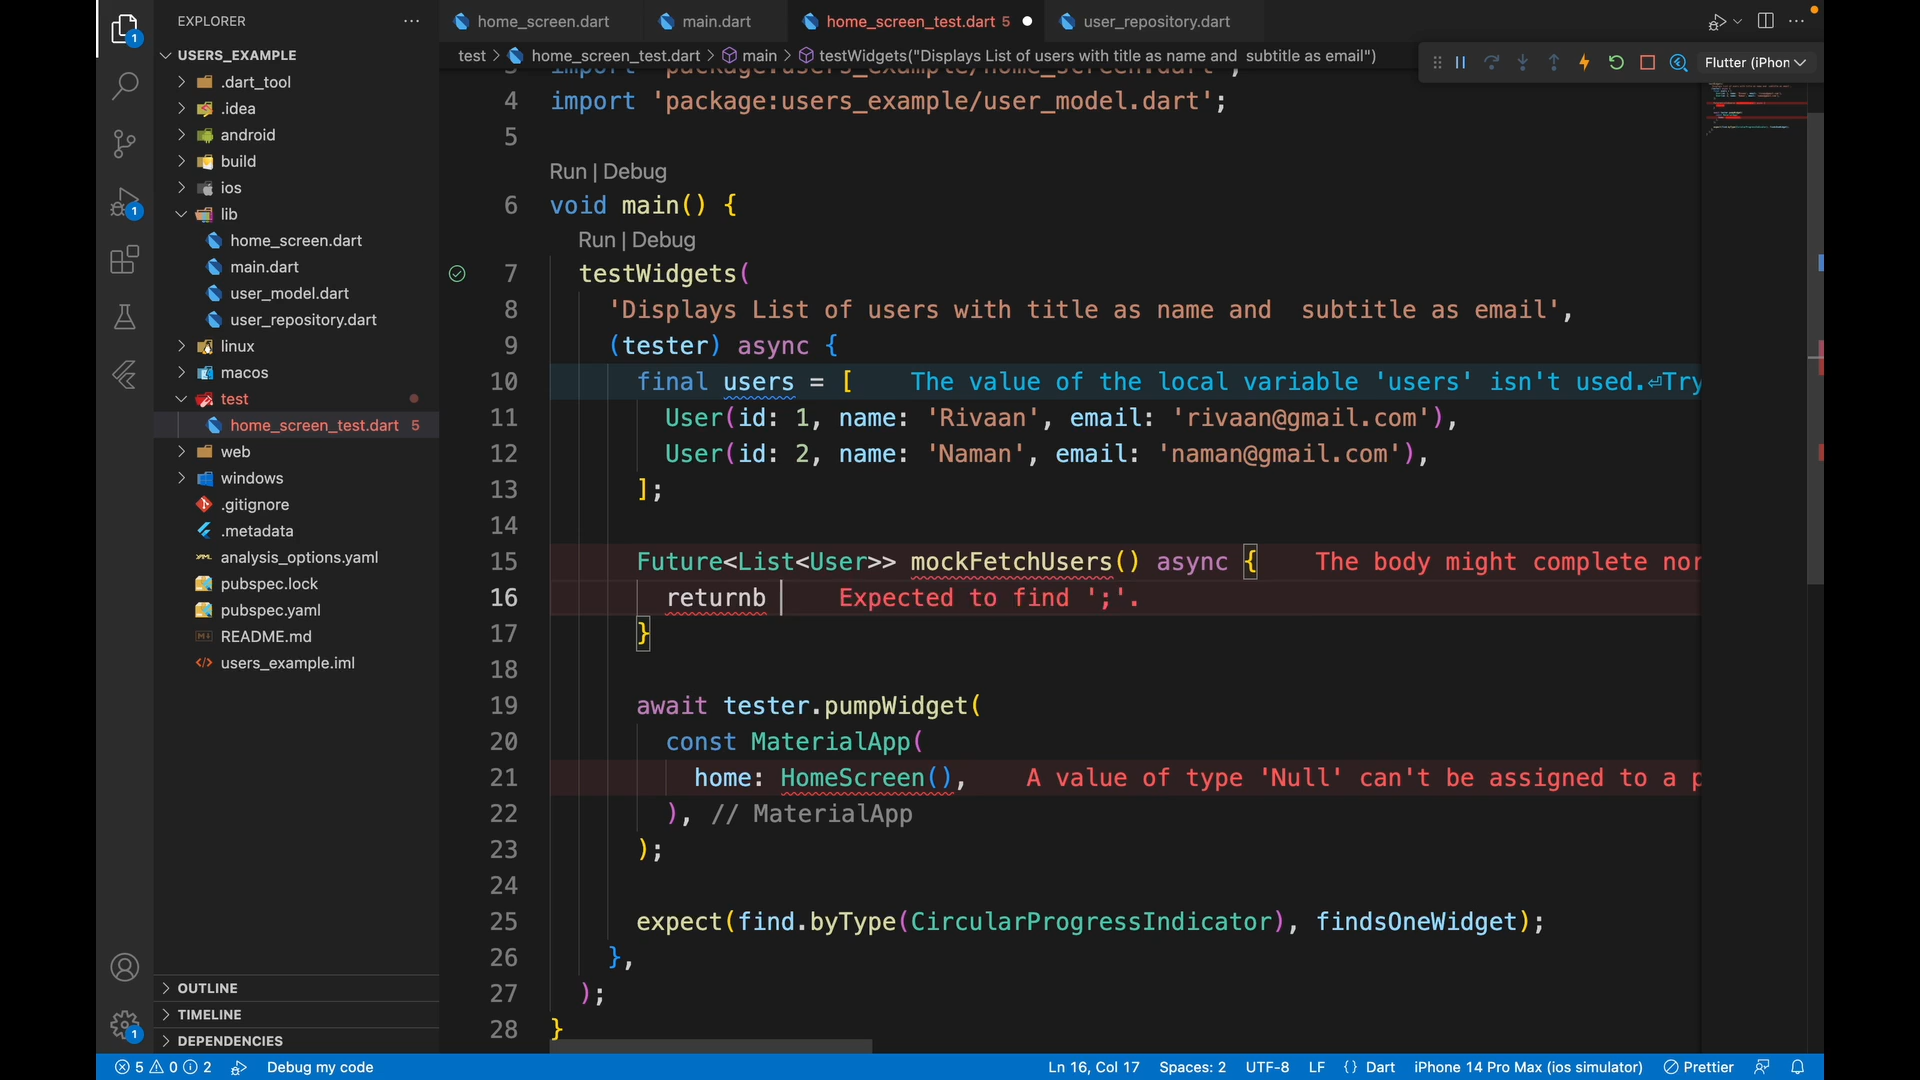 EXPLORER
home_screen.dart
main.dart
home_screen_test.dart 5
user_repository.dart
USERS_EXAMPLE
test > home_screen_test.dart > main > testWidgets("Displays List of users with title as name and  subtitle as email")
Flutter (iPhon
.dart_tool
.idea
android
build
ios
lib
home_screen.dart
main.dart
user_model.dart
user_repository.dart
linux
macos
test
home_screen_test.dart 5
web
windows
.gitignore
.metadata
analysis_options.yaml
pubspec.lock
pubspec.yaml
README.md
users_example.iml
OUTLINE
TIMELINE
DEPENDENCIES
3 import 'package:users_example/home_screen.dart';
4 import 'package:users_example/user_model.dart';
5
Run | Debug
6 void main() {
Run | Debug
7 testWidgets(
8 'Displays List of users with title as name and  subtitle as email',
9 (tester) async {
10 final users = [ The value of the local variable 'users' isn't used.⏎Try
11 User(id: 1, name: 'Rivaan', email: 'rivaan@gmail.com'),
12 User(id: 2, name: 'Naman', email: 'naman@gmail.com'),
13 ];
14
15 Future<List<User>> mockFetchUsers() async { The body might complete nor
16 returnb Expected to find ';'.
17 }
18
19 await tester.pumpWidget(
20 const MaterialApp(
21 home: HomeScreen(), A value of type 'Null' can't be assigned to a p
22 ), // MaterialApp
23 );
24
25 expect(find.byType(CircularProgressIndicator), findsOneWidget);
26 },
27 );
28 }
1
1
1
5 0 2 Debug my code Ln 16, Col 17 Spaces: 2 UTF-8 LF {} Dart iPhone 14 Pro Max (ios simulator) Prettier